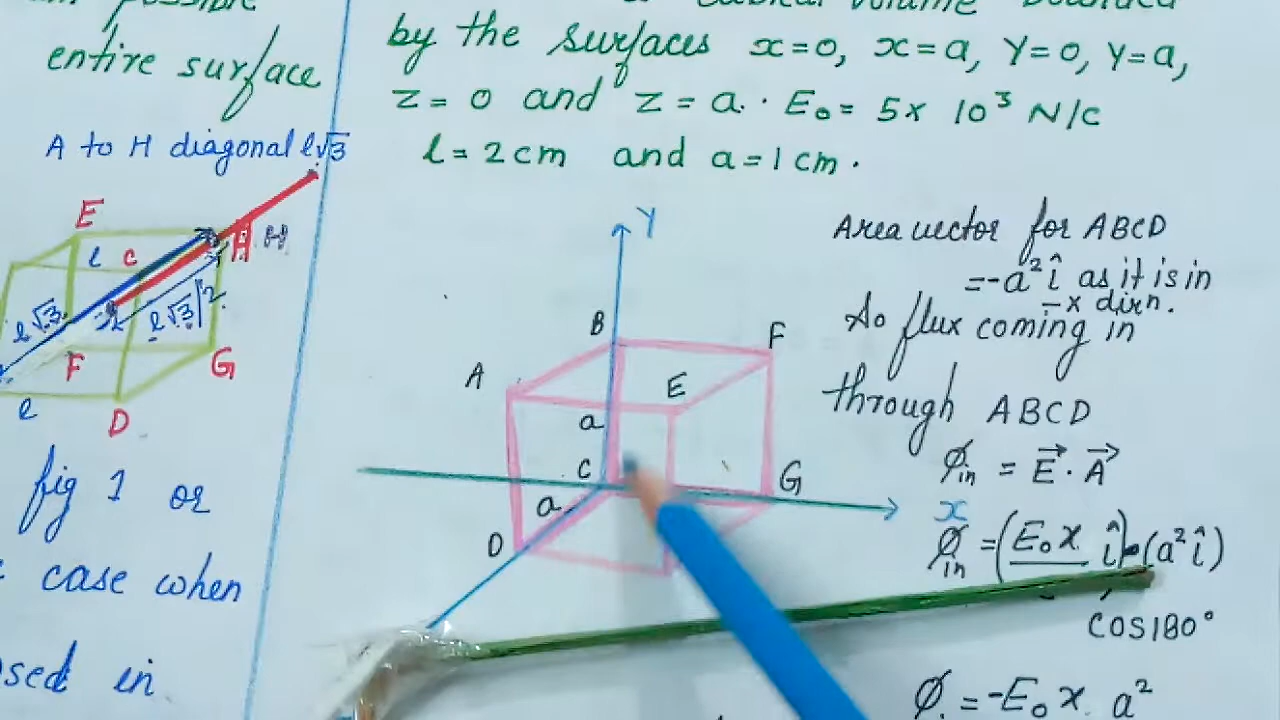 entire surface
A to H diagonal l√3
E
l
C
H
l√3
l√3/2
F
G
l
D
fig 1 or
case when
sed in
by the surfaces x=0, x=a, Y=0, Y=a,
z=0 and z=a. E₀= 5x 10³ N/C
l=2cm and a=1cm.
Y
B
F
A
E
a
C
G
a
D
x
Area vector for ABCD
=-a² î as it is in
-x dirn.
So flux coming in
through ABCD
ϕin = E⃗ . A⃗
ϕin =(E₀x î).(a² î)
cos180°
ϕ =-E₀x. a²